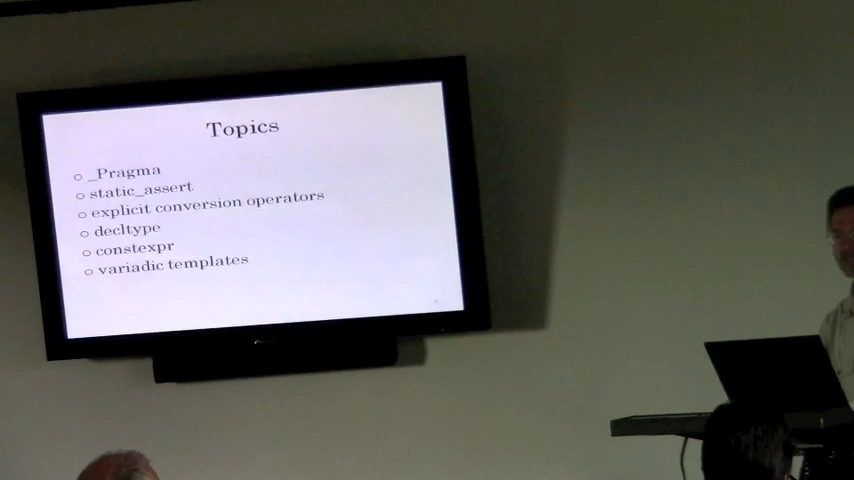 Topics
_Pragma
static_assert
explicit conversion operators
decltype
constexpr
variadic templates